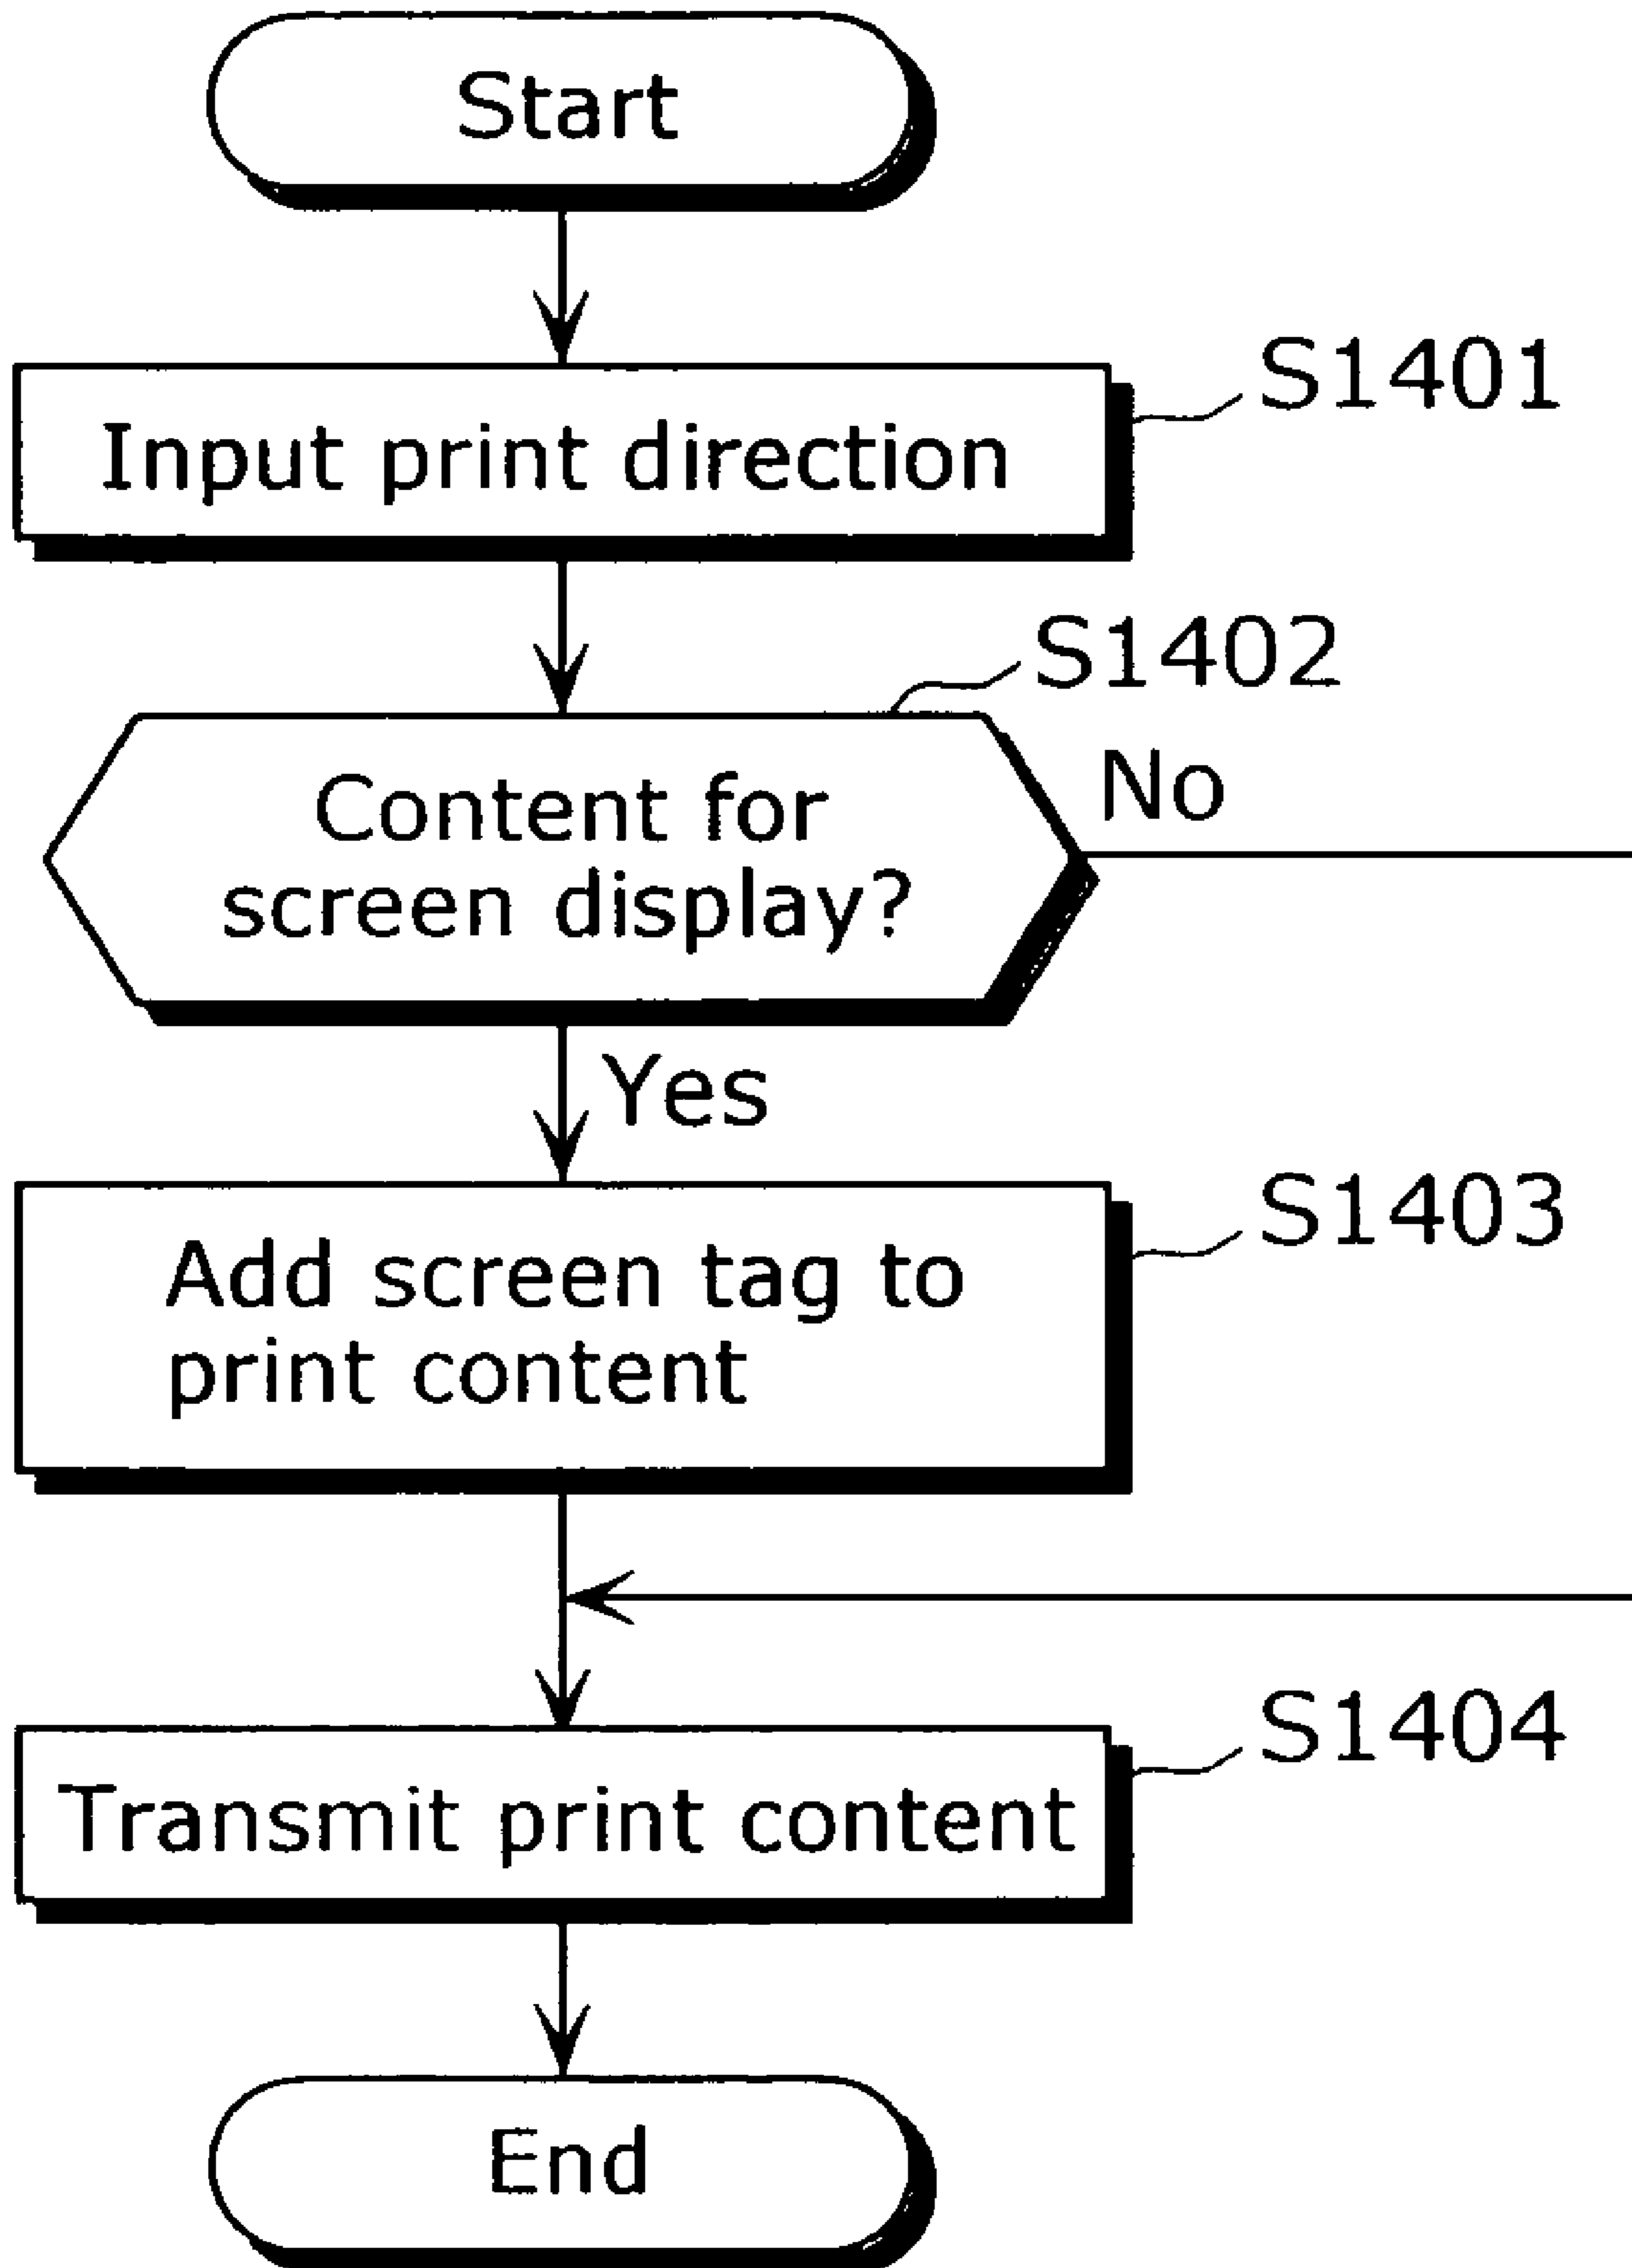 Start
S1401
Input print direction
S1402
Content for
screen display?
No
Yes
S1403
Add screen tag to
print content
S1404
Transmit print content
End